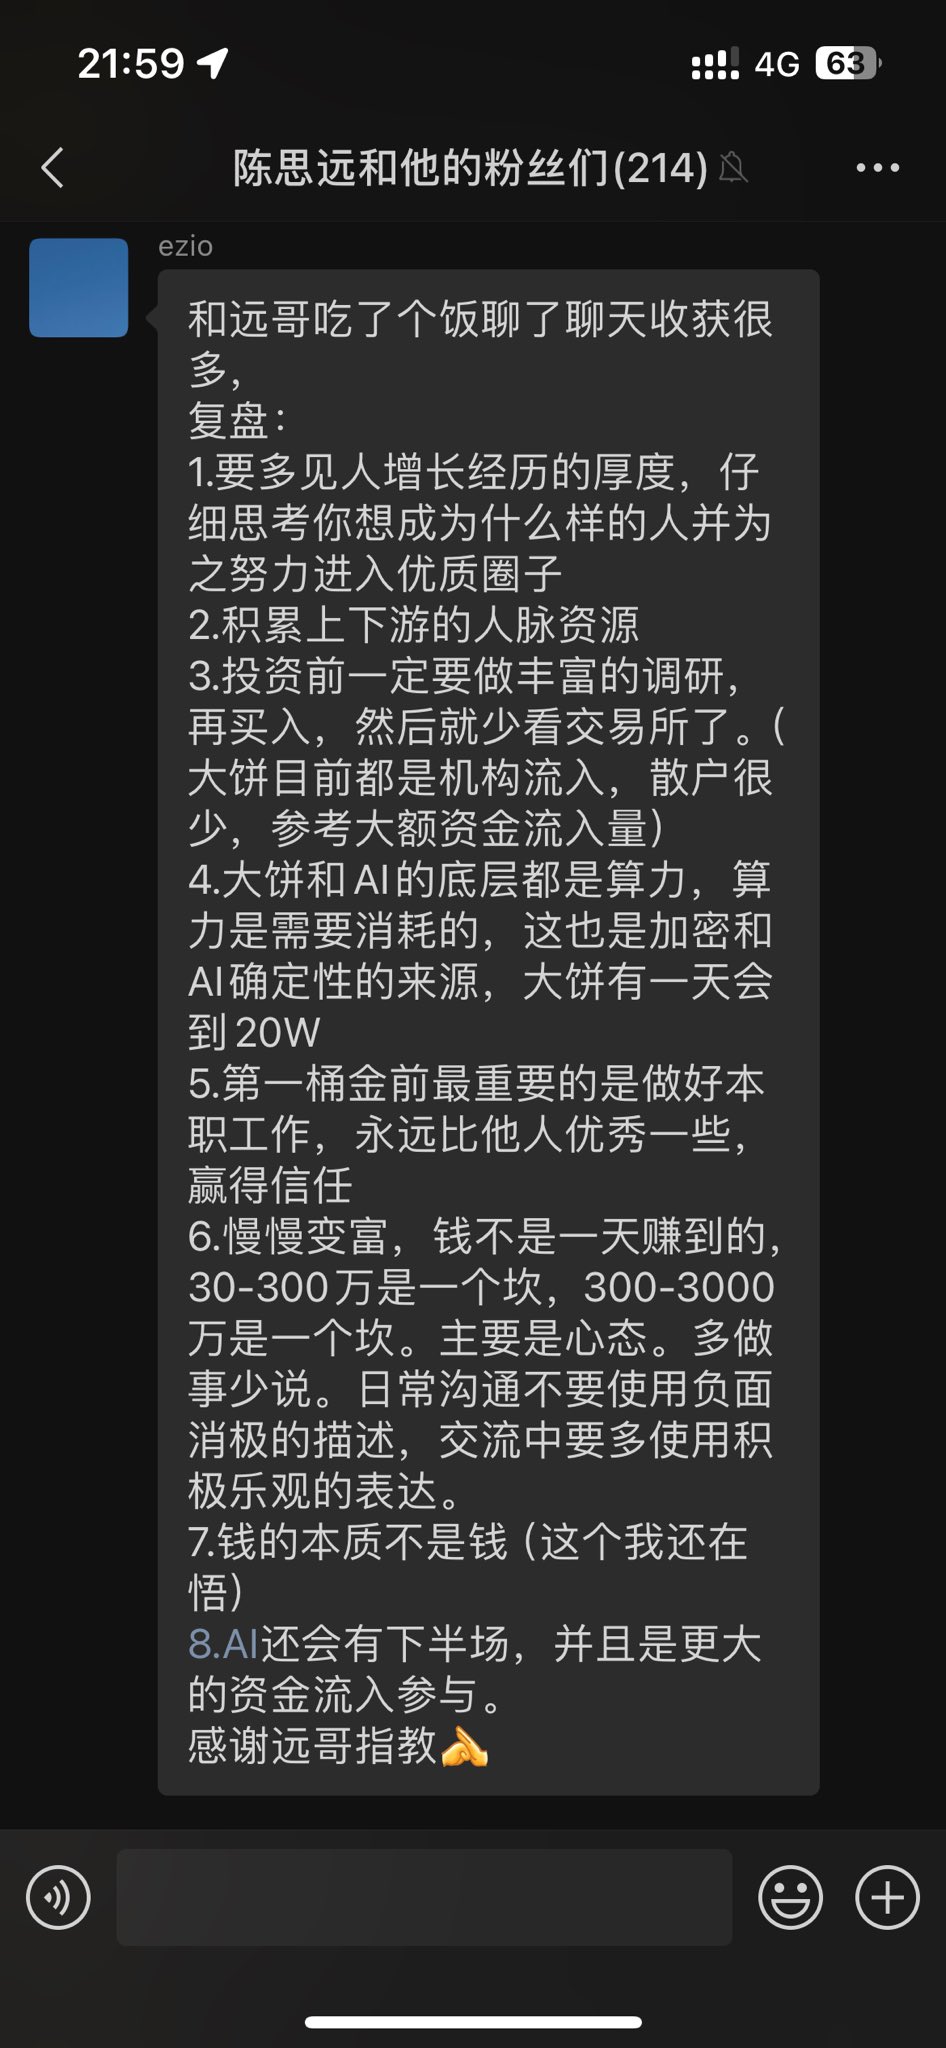 21:59
4G
63
陈思远和他的粉丝们(214)
ezio
和远哥吃了个饭聊了聊天收获很
多，
复盘：
1.要多见人增长经历的厚度，仔
细思考你想成为什么样的人并为
之努力进入优质圈子
2.积累上下游的人脉资源
3.投资前一定要做丰富的调研，
再买入，然后就少看交易所了。(
大饼目前都是机构流入，散户很
少，参考大额资金流入量)
4.大饼和AI的底层都是算力，算
力是需要消耗的，这也是加密和
AI确定性的来源，大饼有一天会
到20W
5.第一桶金前最重要的是做好本
职工作，永远比他人优秀一些，
赢得信任
6.慢慢变富，钱不是一天赚到的，
30-300万是一个坎，300-3000
万是一个坎。主要是心态。多做
事少说。日常沟通不要使用负面
消极的描述，交流中要多使用积
极乐观的表达。
7.钱的本质不是钱（这个我还在
悟)
8.AI还会有下半场，并且是更大
的资金流入参与。
感谢远哥指教